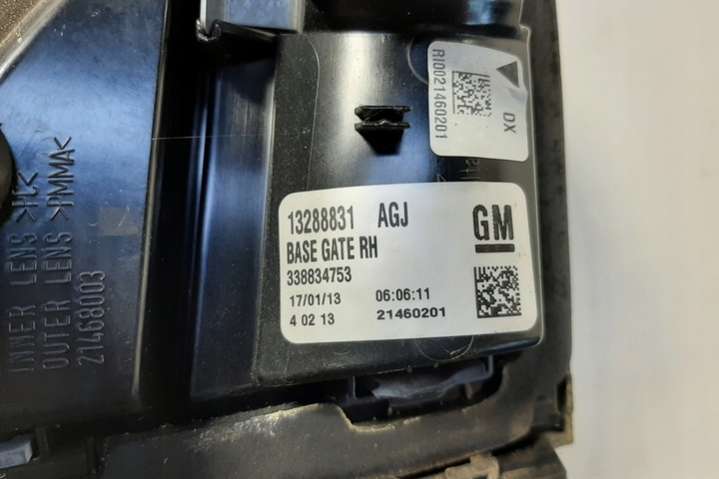 INNER LENS >PC<
OUTER LENS >PMMA<
21468003
RI0021460201
DX
13288831 AGJ
GM
BASE GATE RH
338834753
17/01/13 06:06:11
4 02 13 21460201